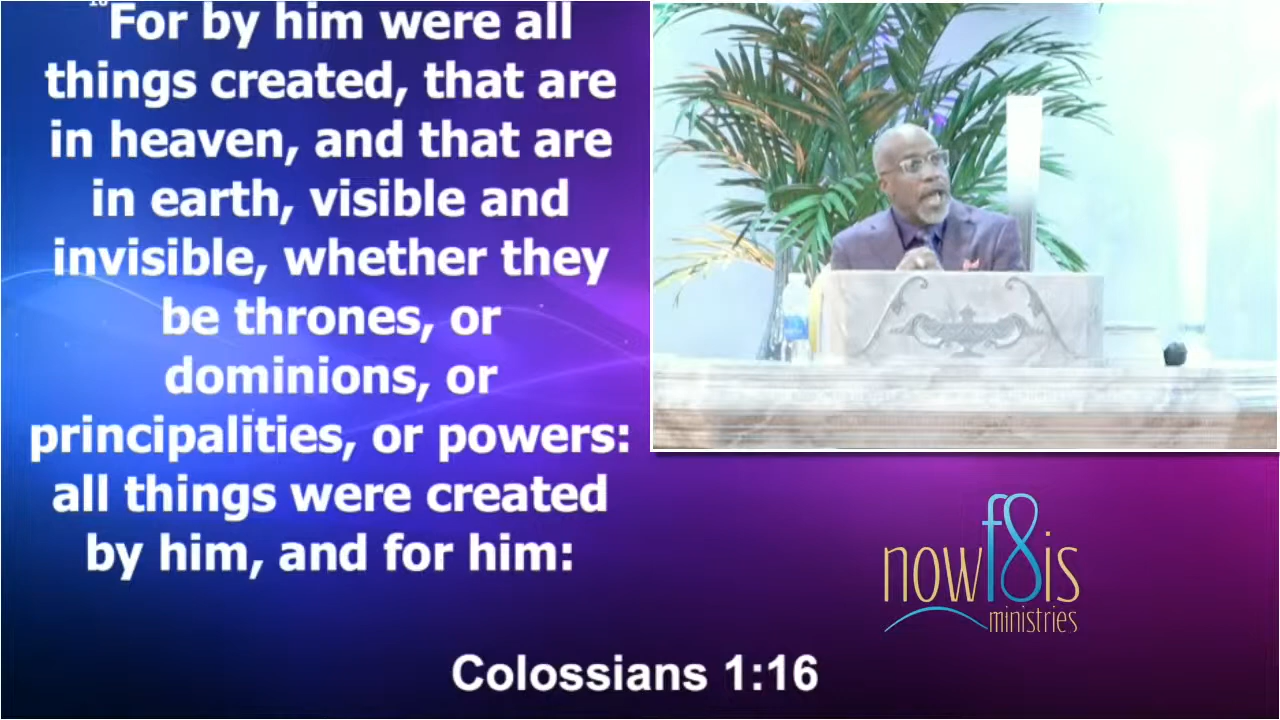 16 For by him were all
things created, that are
in heaven, and that are
in earth, visible and
invisible, whether they
be thrones, or
dominions, or
principalities, or powers:
all things were created
by him, and for him:
nowf8is
ministries
Colossians 1:16